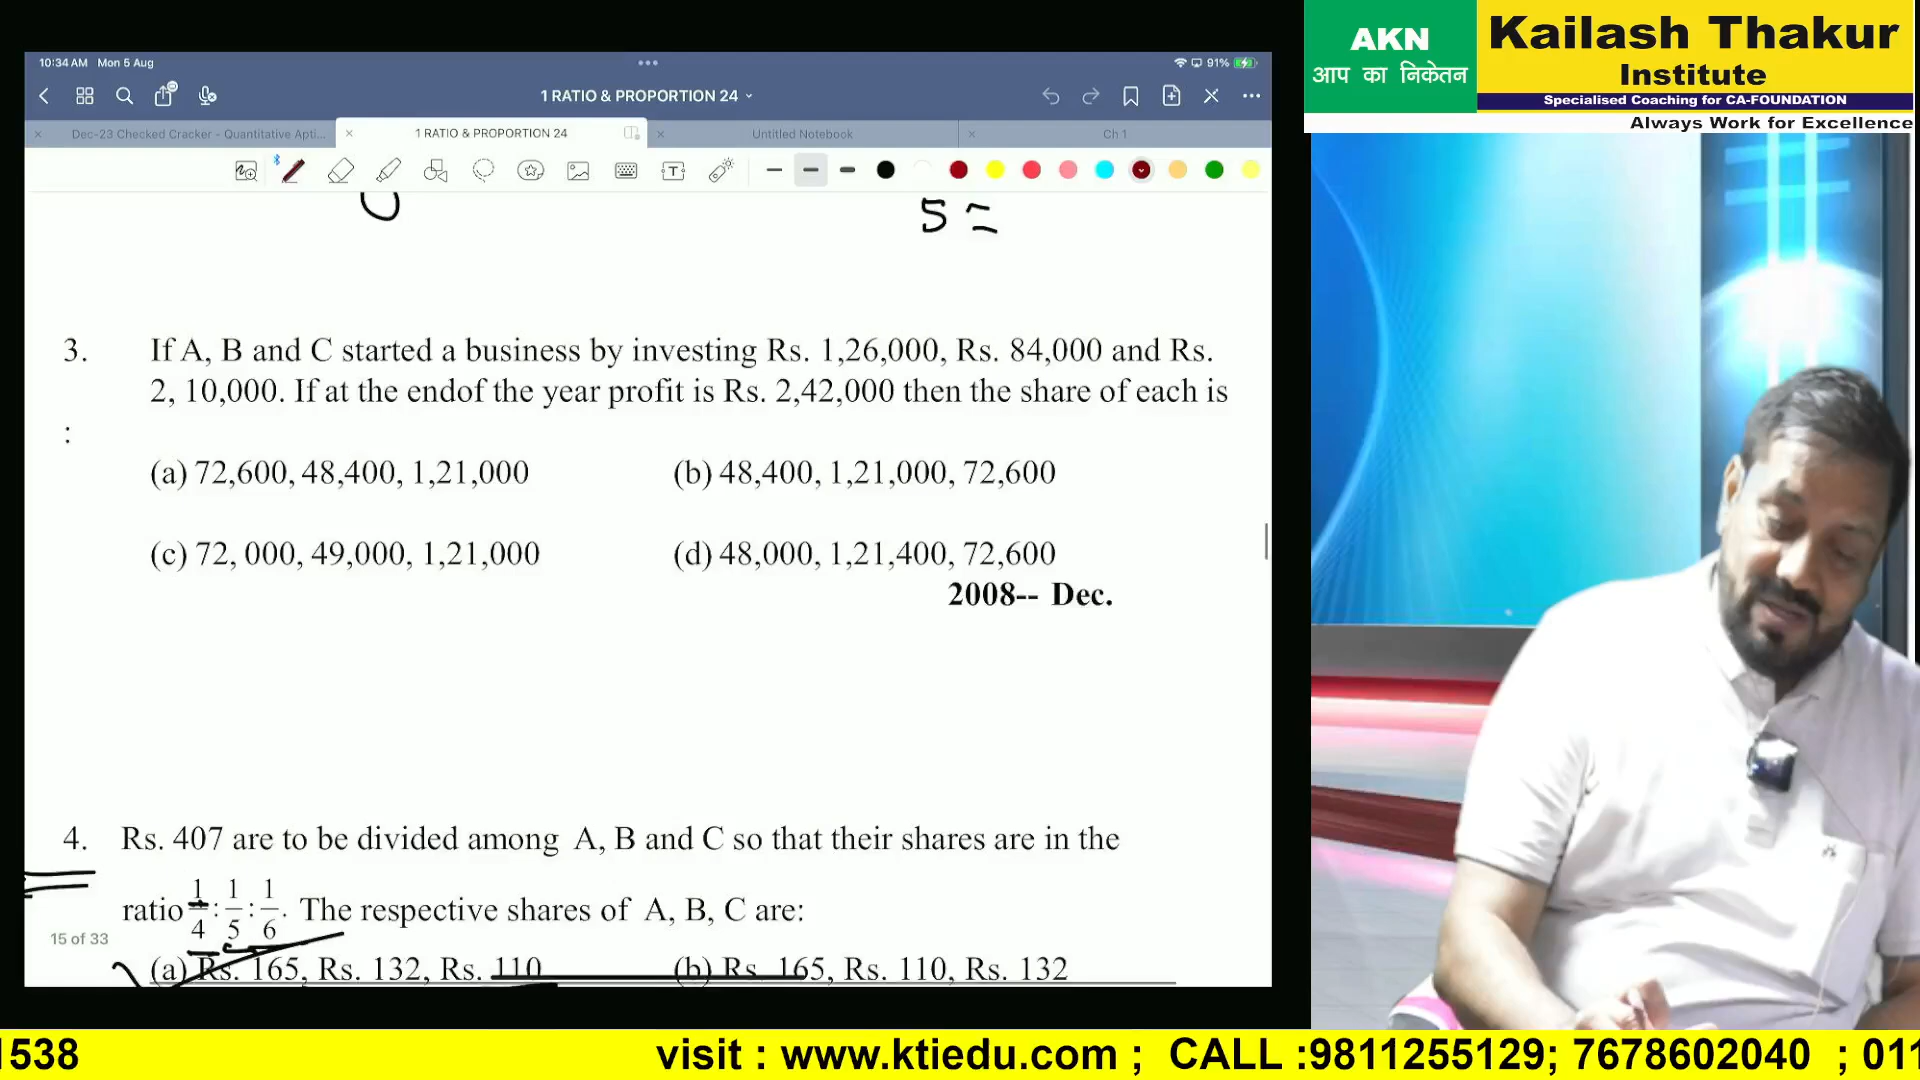 AKN
आप का निकेतन
Kailash Thakur
Institute
Specialised Coaching for CA-FOUNDATION
Always Work for Excellence
10:34 AM Mon 5 Aug
91%
1 RATIO & PROPORTION 24
Dec-23 Checked Cracker - Quantitative Apti...
1 RATIO & PROPORTION 24
Untitled Notebook
Ch 1
5 =
3. If A, B and C started a business by investing Rs. 1,26,000, Rs. 84,000 and Rs.
2, 10,000. If at the endof the year profit is Rs. 2,42,000 then the share of each is
:
(a) 72,600, 48,400, 1,21,000 (b) 48,400, 1,21,000, 72,600
(c) 72, 000, 49,000, 1,21,000 (d) 48,000, 1,21,400, 72,600
2008-- Dec.
4. Rs. 407 are to be divided among A, B and C so that their shares are in the
ratio 1/4 : 1/5 : 1/6. The respective shares of A, B, C are:
15 of 33
(a) Rs. 165, Rs. 132, Rs. 110 (b) Rs. 165, Rs. 110, Rs. 132
1538 visit : www.ktiedu.com ; CALL :9811255129; 7678602040 ; 011